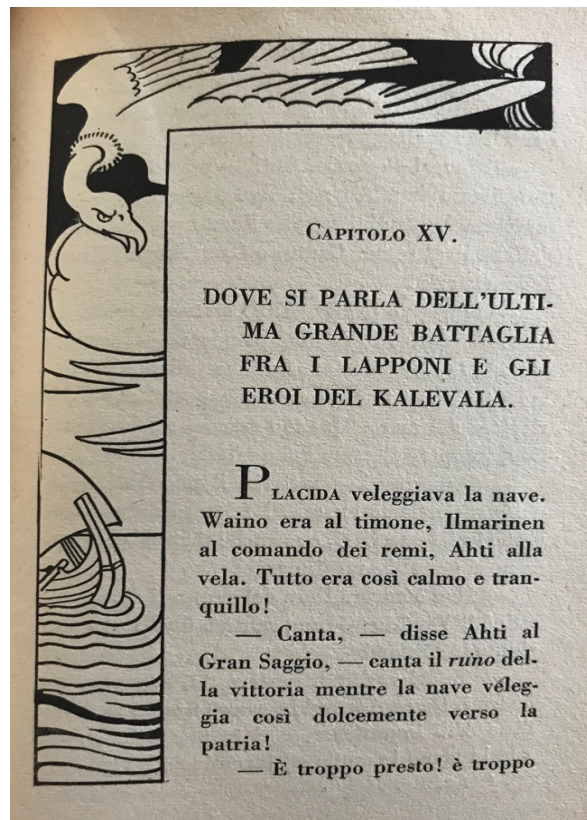 CAPITOLO XV.
DOVE SI PARLA DELL'ULTI-
MA GRANDE BATTAGLIA
FRA I LAPPONI E GLI
EROI DEL KALEVALA.
PLACIDA veleggiava la nave.
Waino era al timone, Ilmarinen
al comando dei remi, Ahti alla
vela. Tutto era così calmo e tran-
quillo!
— Canta, — disse Ahti al
Gran Saggio, — canta il runo del-
la vittoria mentre la nave veleg-
gia così dolcemente verso la
patria!
— È troppo presto! è troppo